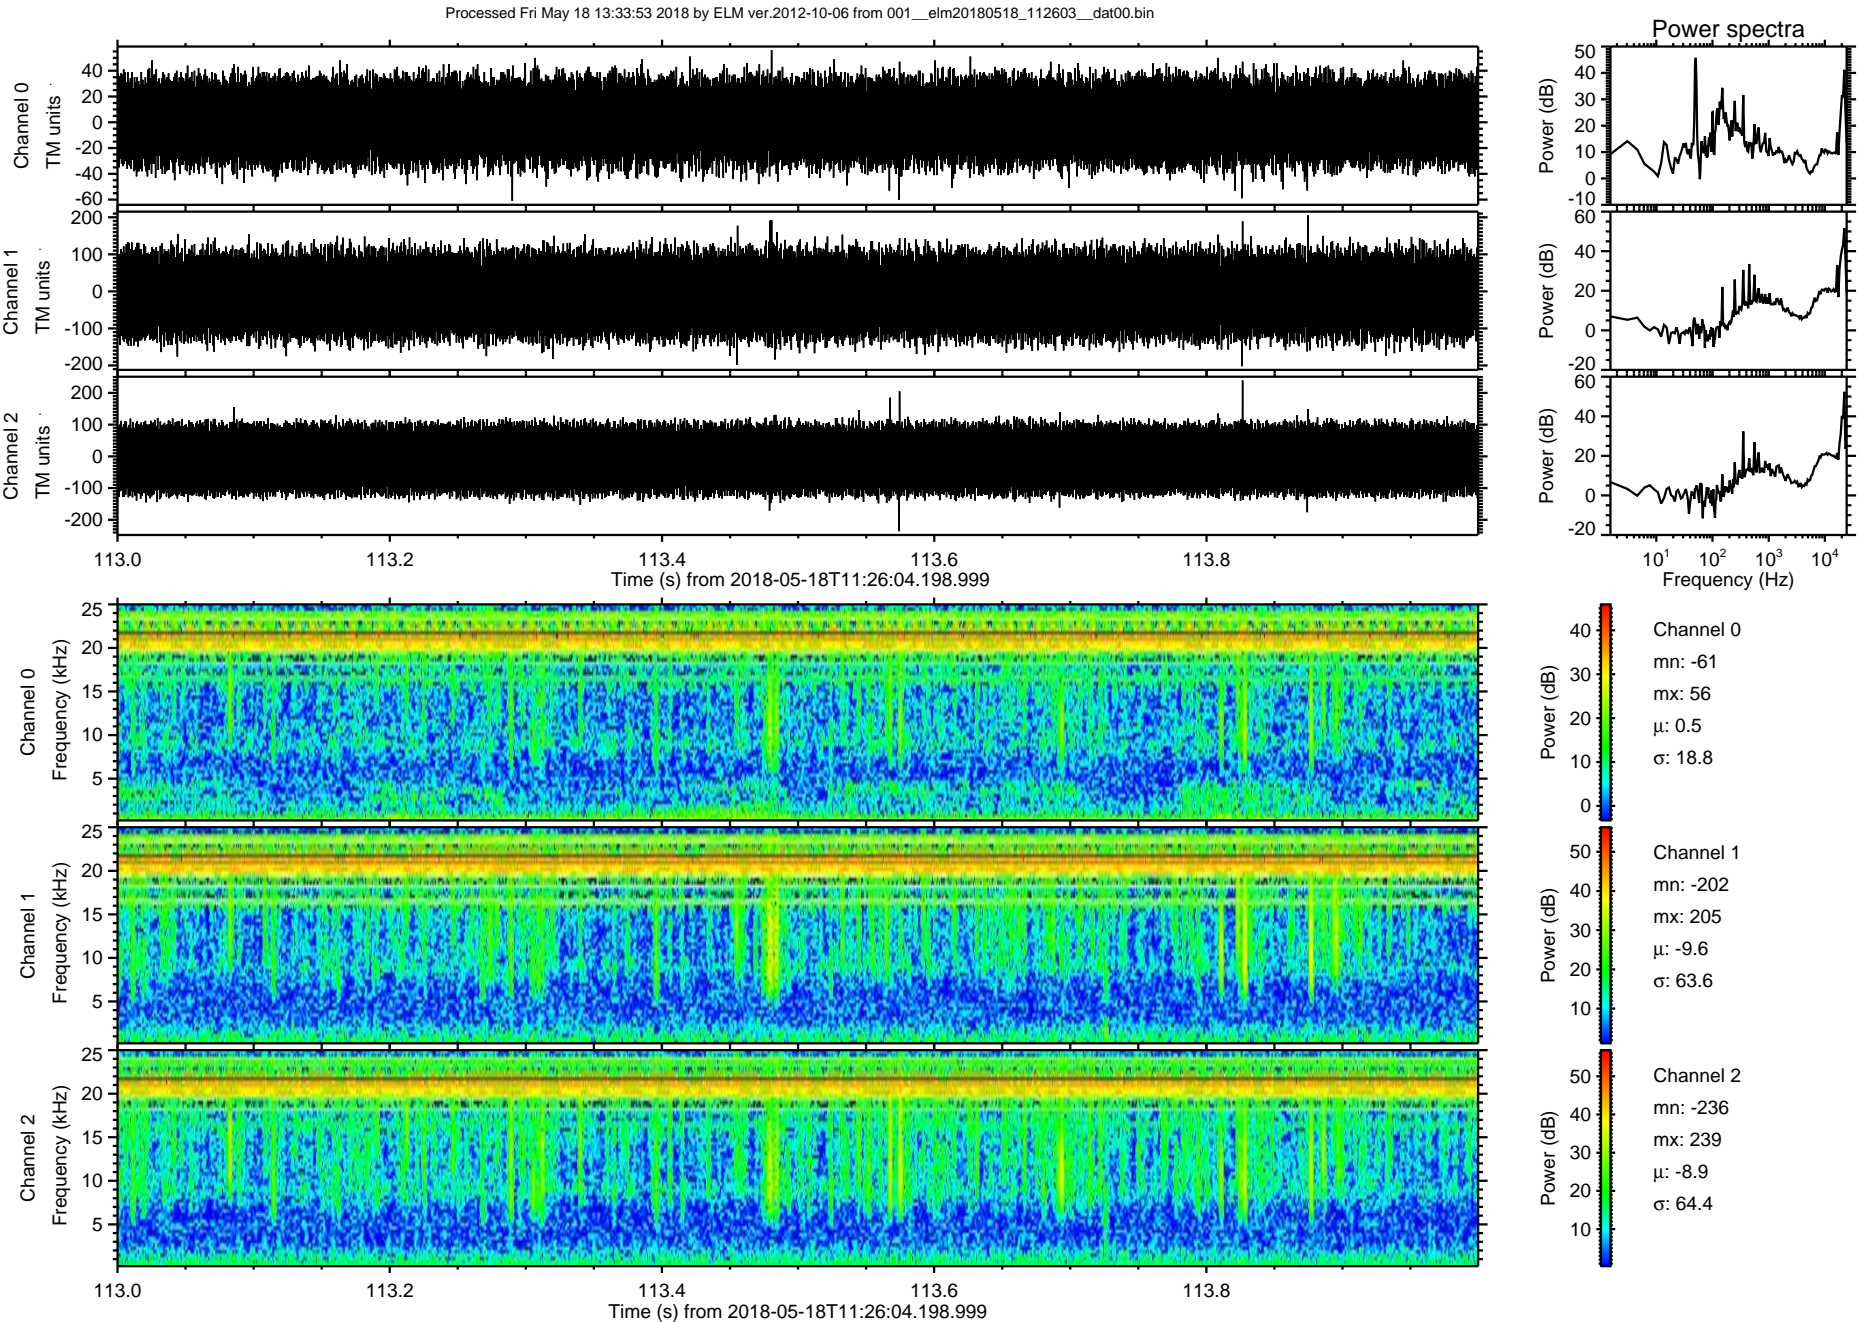 Processed Fri May 18 13:33:53 2018 by ELM ver.2012-10-06 from 001__elm20180518_112603__dat00.bin
Power spectra
Channel 0
TM units
40
20
0
-20
-40
-60
Power (dB)
50
40
30
20
10
0
-10
Channel 1
TM units
200
100
0
-100
-200
Power (dB)
60
40
20
0
-20
Channel 2
TM units
200
100
0
-100
-200
Power (dB)
60
40
20
0
-20
113.0 113.2 113.4 113.6 113.8
Time (s) from 2018-05-18T11:26:04.198.999
10¹ 10² 10³ 10⁴
Frequency (Hz)
Channel 0
Frequency (kHz)
25
20
15
10
5
Power (dB)
40
30
20
10
0
Channel 0
mn: -61
mx: 56
μ: 0.5
σ: 18.8
Channel 1
Frequency (kHz)
25
20
15
10
5
Power (dB)
50
40
30
20
10
Channel 1
mn: -202
mx: 205
μ: -9.6
σ: 63.6
Channel 2
Frequency (kHz)
25
20
15
10
5
Power (dB)
50
40
30
20
10
Channel 2
mn: -236
mx: 239
μ: -8.9
σ: 64.4
113.0 113.2 113.4 113.6 113.8
Time (s) from 2018-05-18T11:26:04.198.999